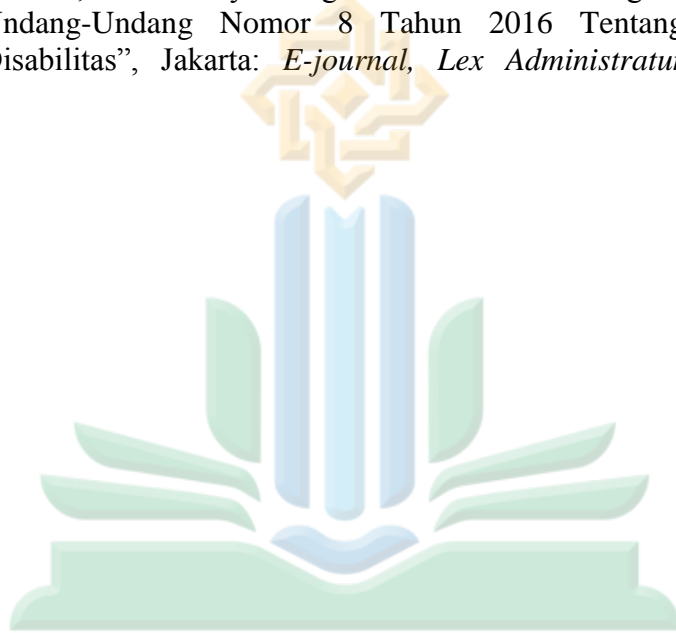 Undang-Undang Nomor 8 Tahun 2016 Tentang
Disabilitas”, Jakarta: E-journal, Lex Administratum